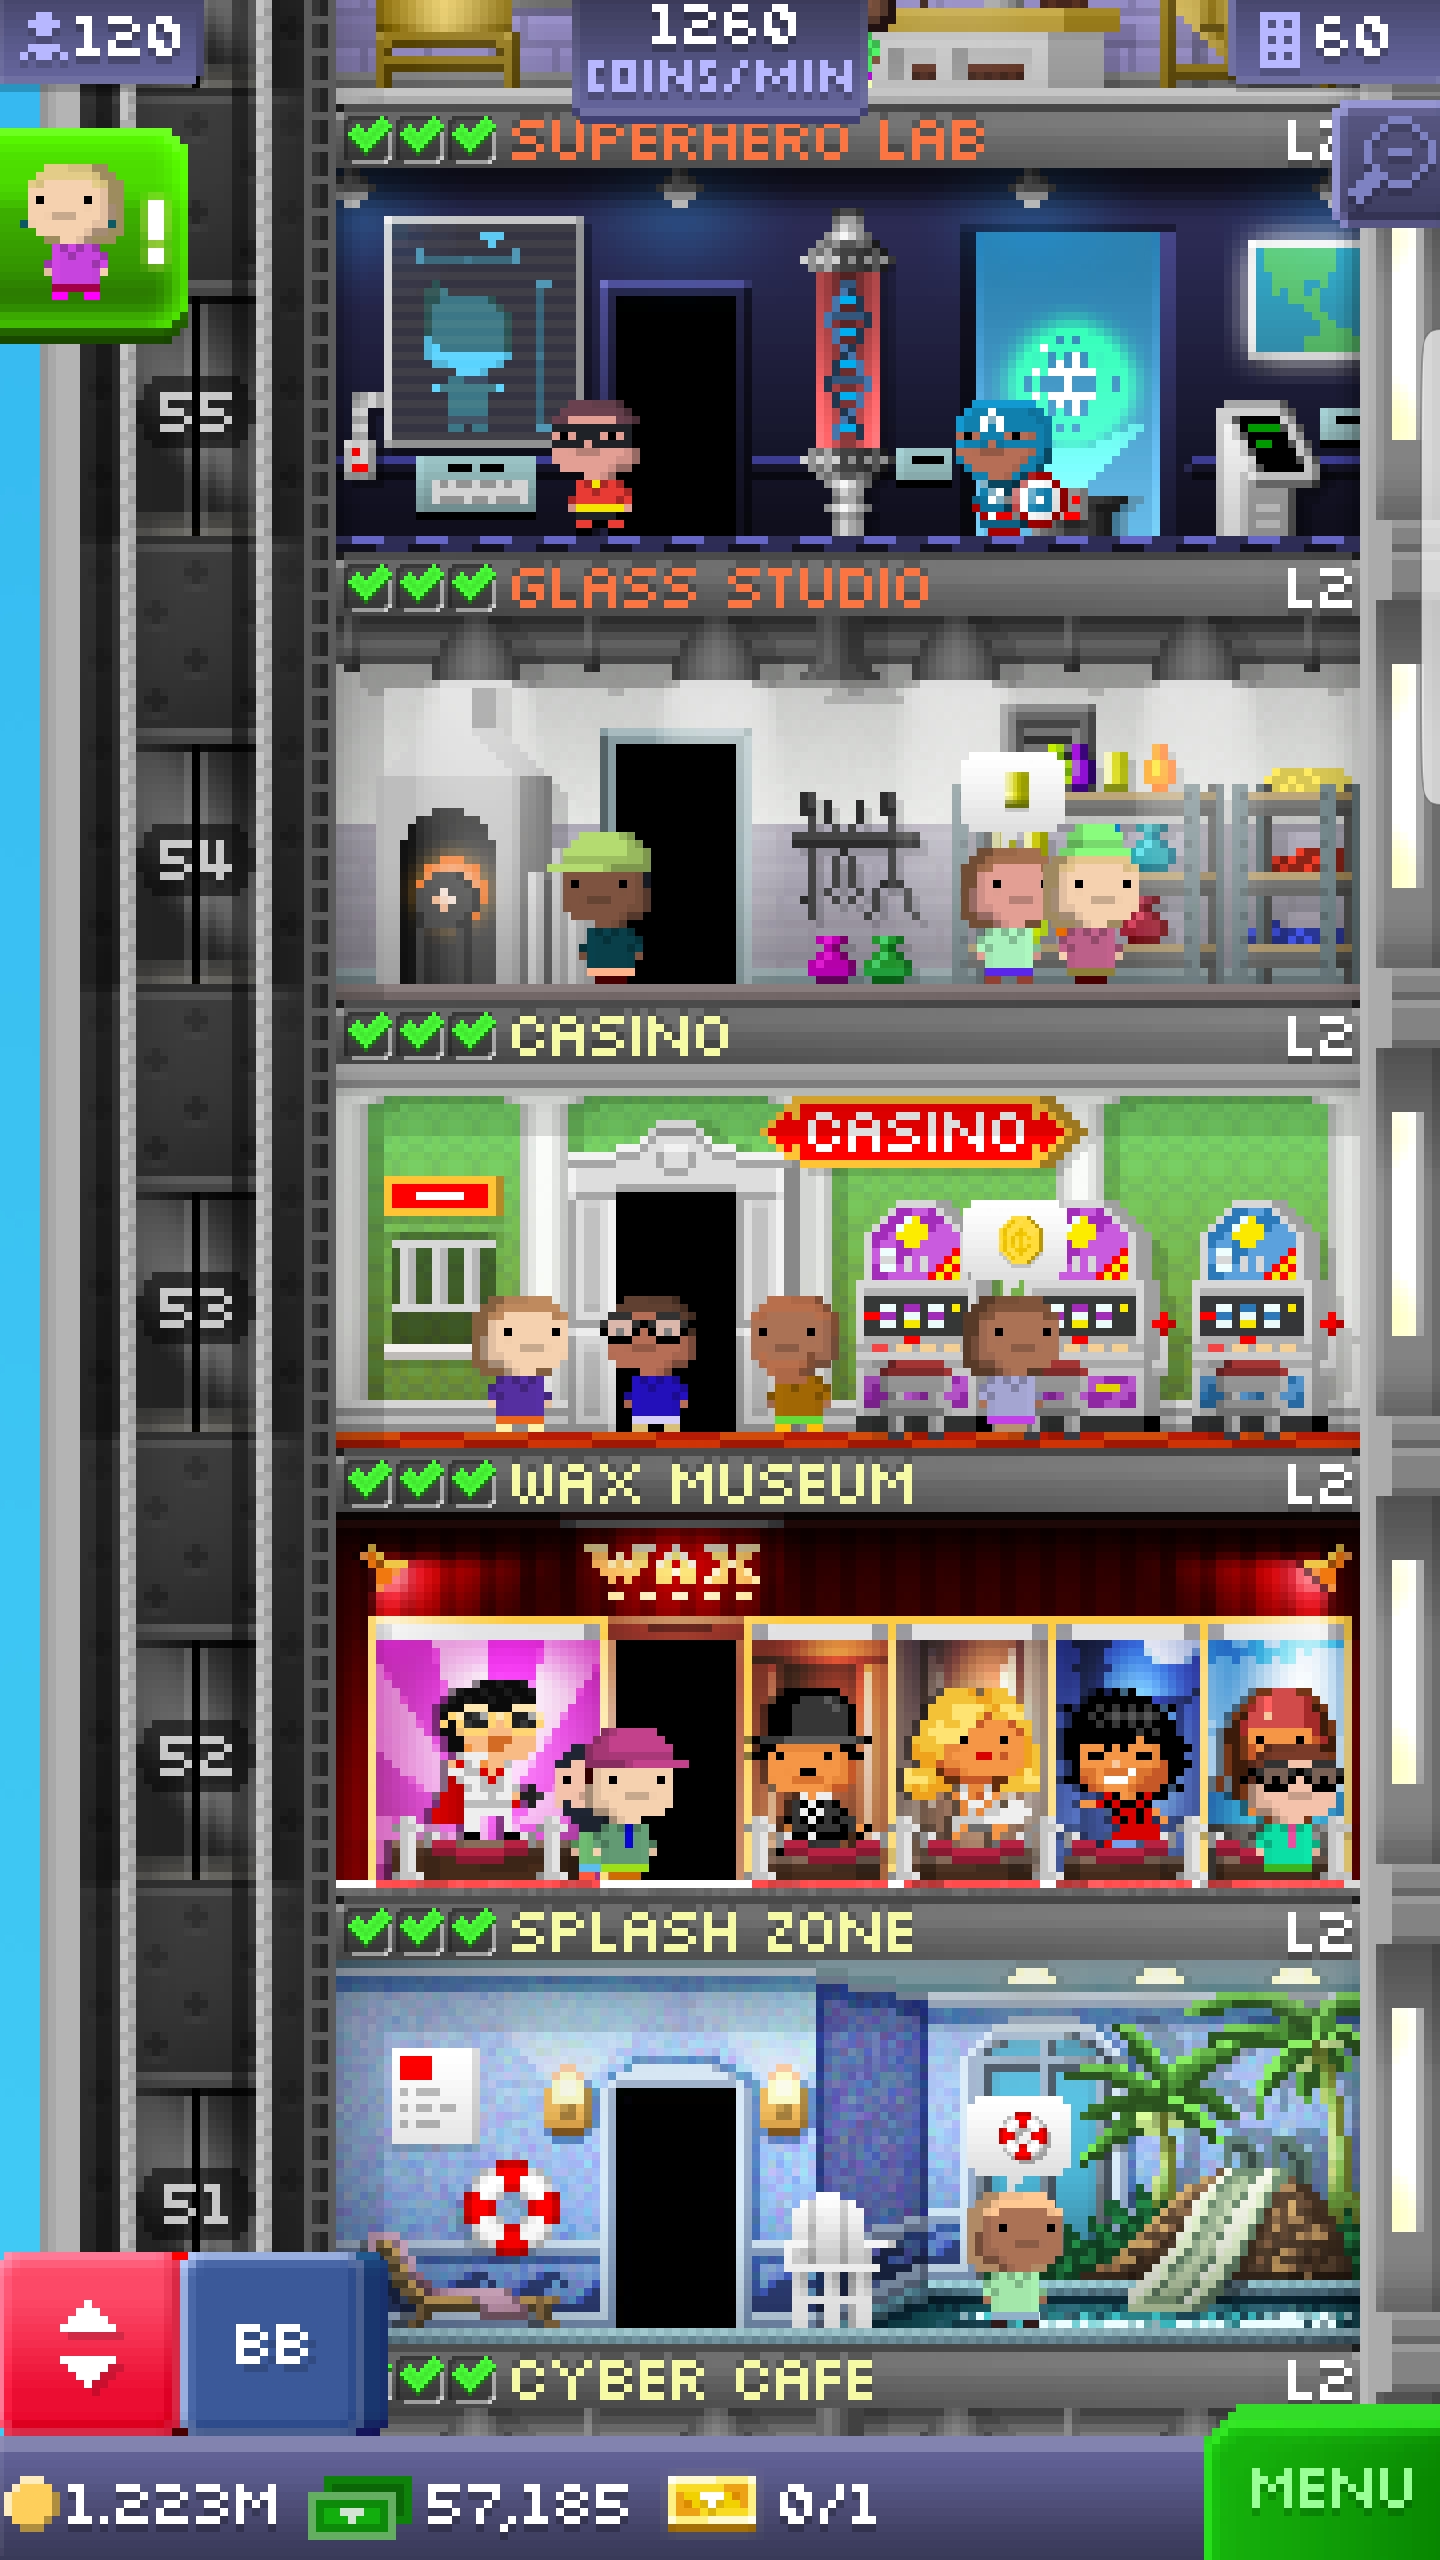 120
1260
COINS/MIN
60
SUPERHERO LAB
!
55
GLASS STUDIO L2
54
CASINO L2
CASINO
53
WAX MUSEUM L2
WAX
52
SPLASH ZONE L2
51
BB
CYBER CAFE L2
1.223M 57,185 0/1
MENU